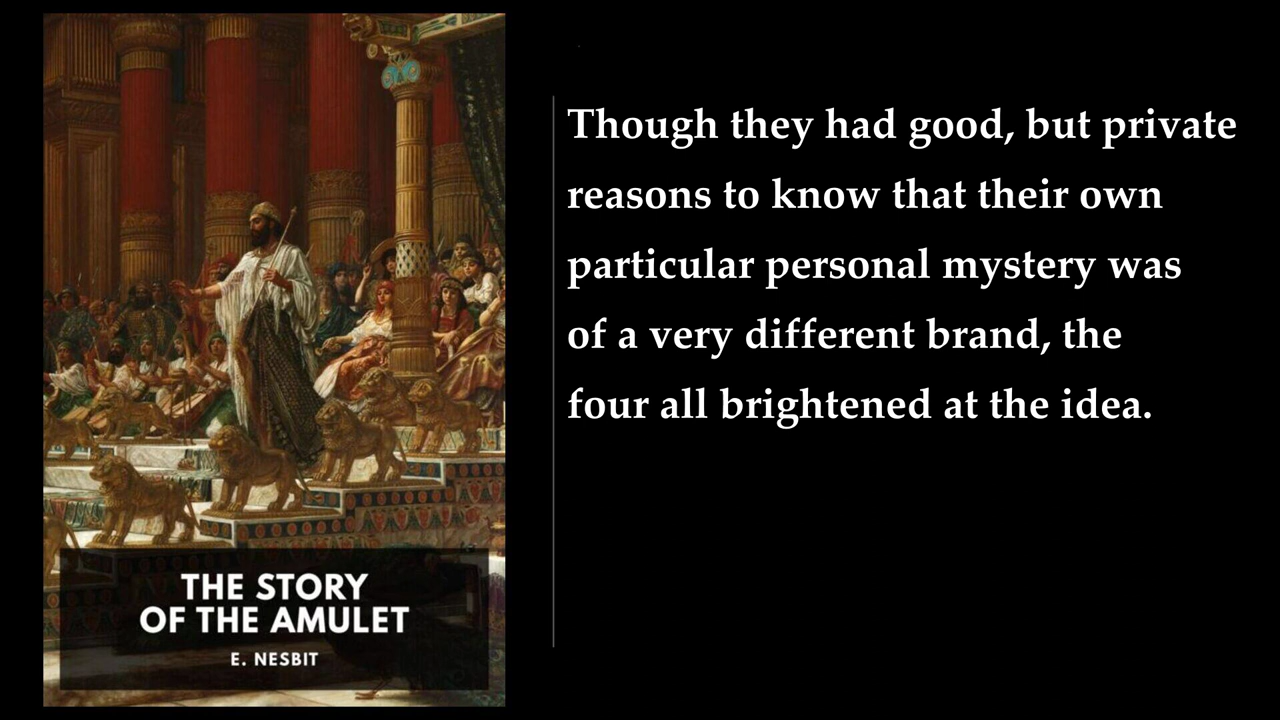 THE STORY
OF THE AMULET
E. NESBIT
Though they had good, but private
reasons to know that their own
particular personal mystery was
of a very different brand, the
four all brightened at the idea.